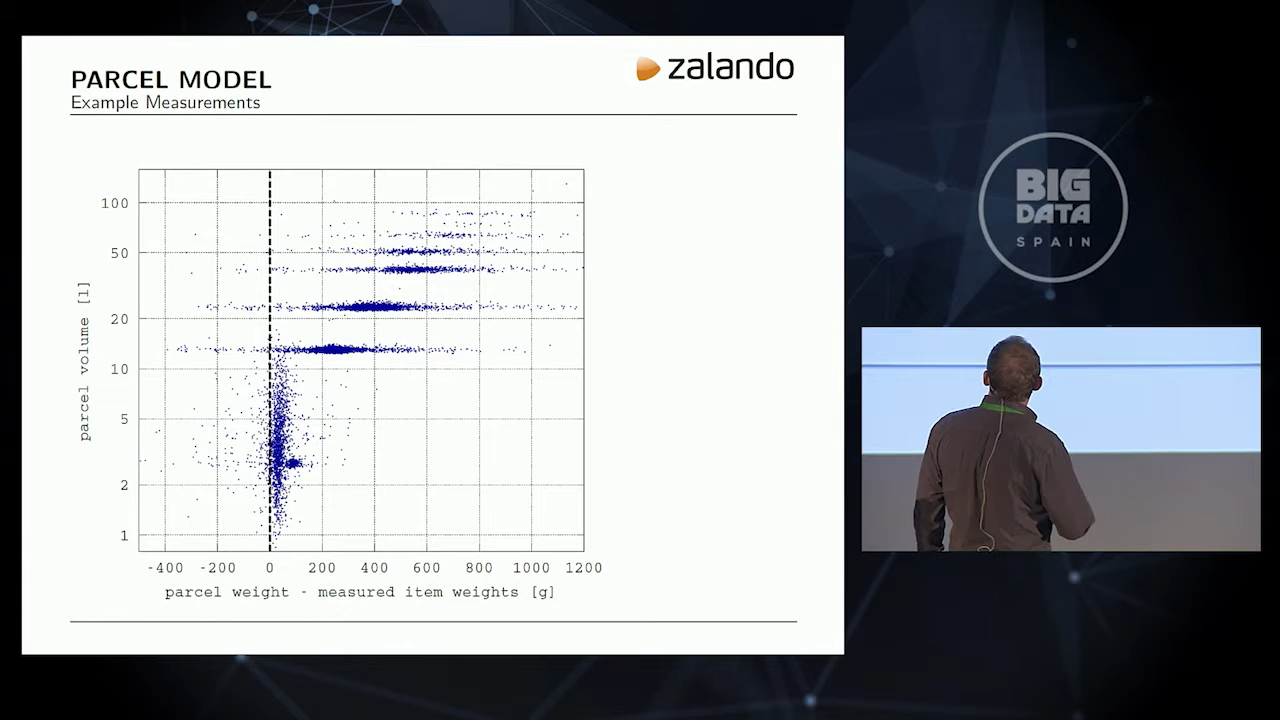 PARCEL MODEL
Example Measurements
zalando
100
50
20
10
5
2
1
parcel volume [l]
-400 -200 0 200 400 600 800 1000 1200
parcel weight - measured item weights [g]
BIG
DATA
SPAIN